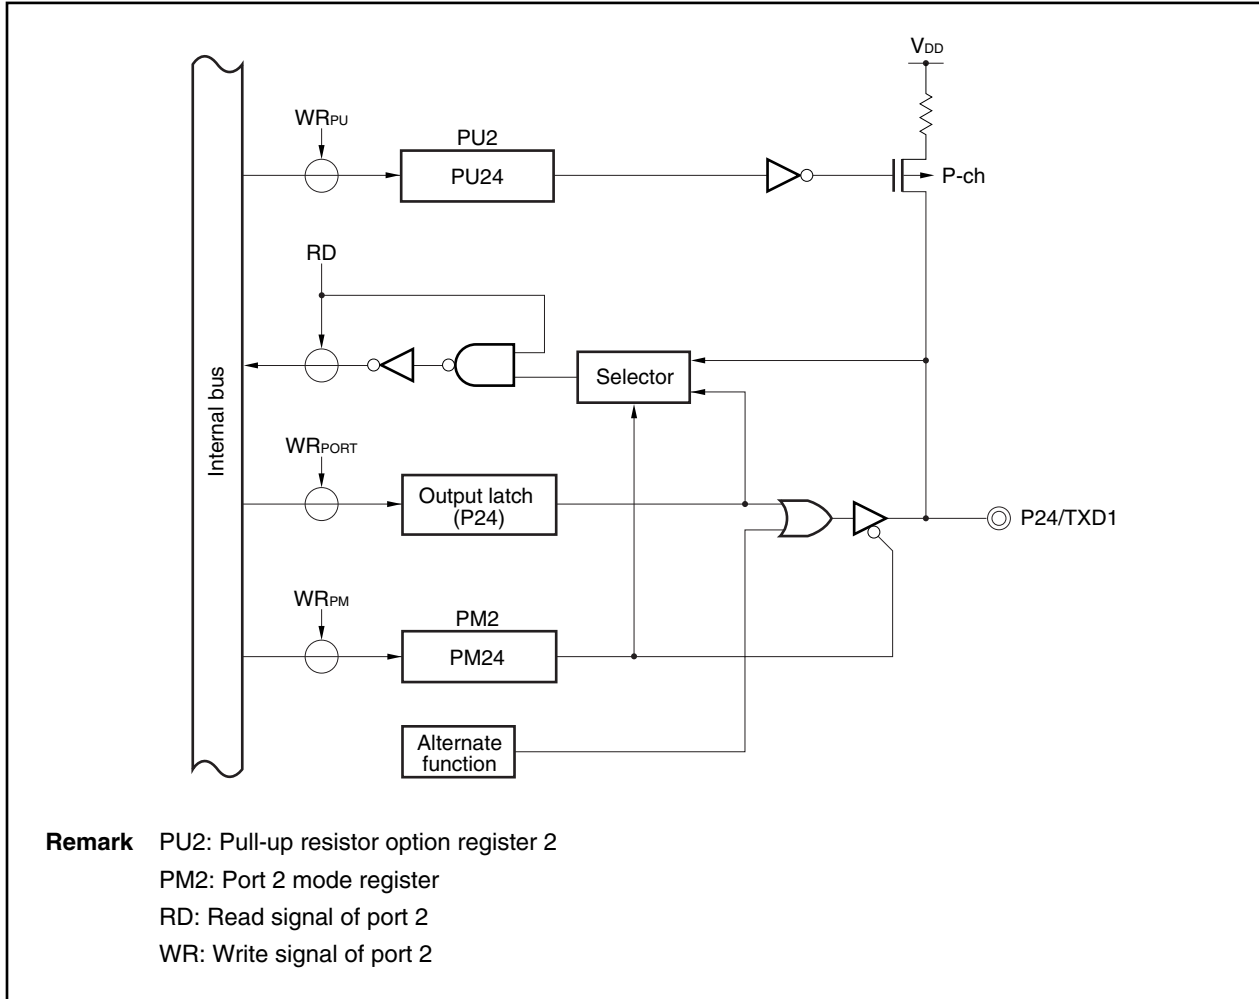 VDD
WRPU
PU2
PU24
P-ch
RD
Selector
Internal bus
WRPORT
Output latch
(P24)
P24/TXD1
WRPM
PM2
PM24
Alternate
function
Remark PU2: Pull-up resistor option register 2
PM2: Port 2 mode register
RD: Read signal of port 2
WR: Write signal of port 2